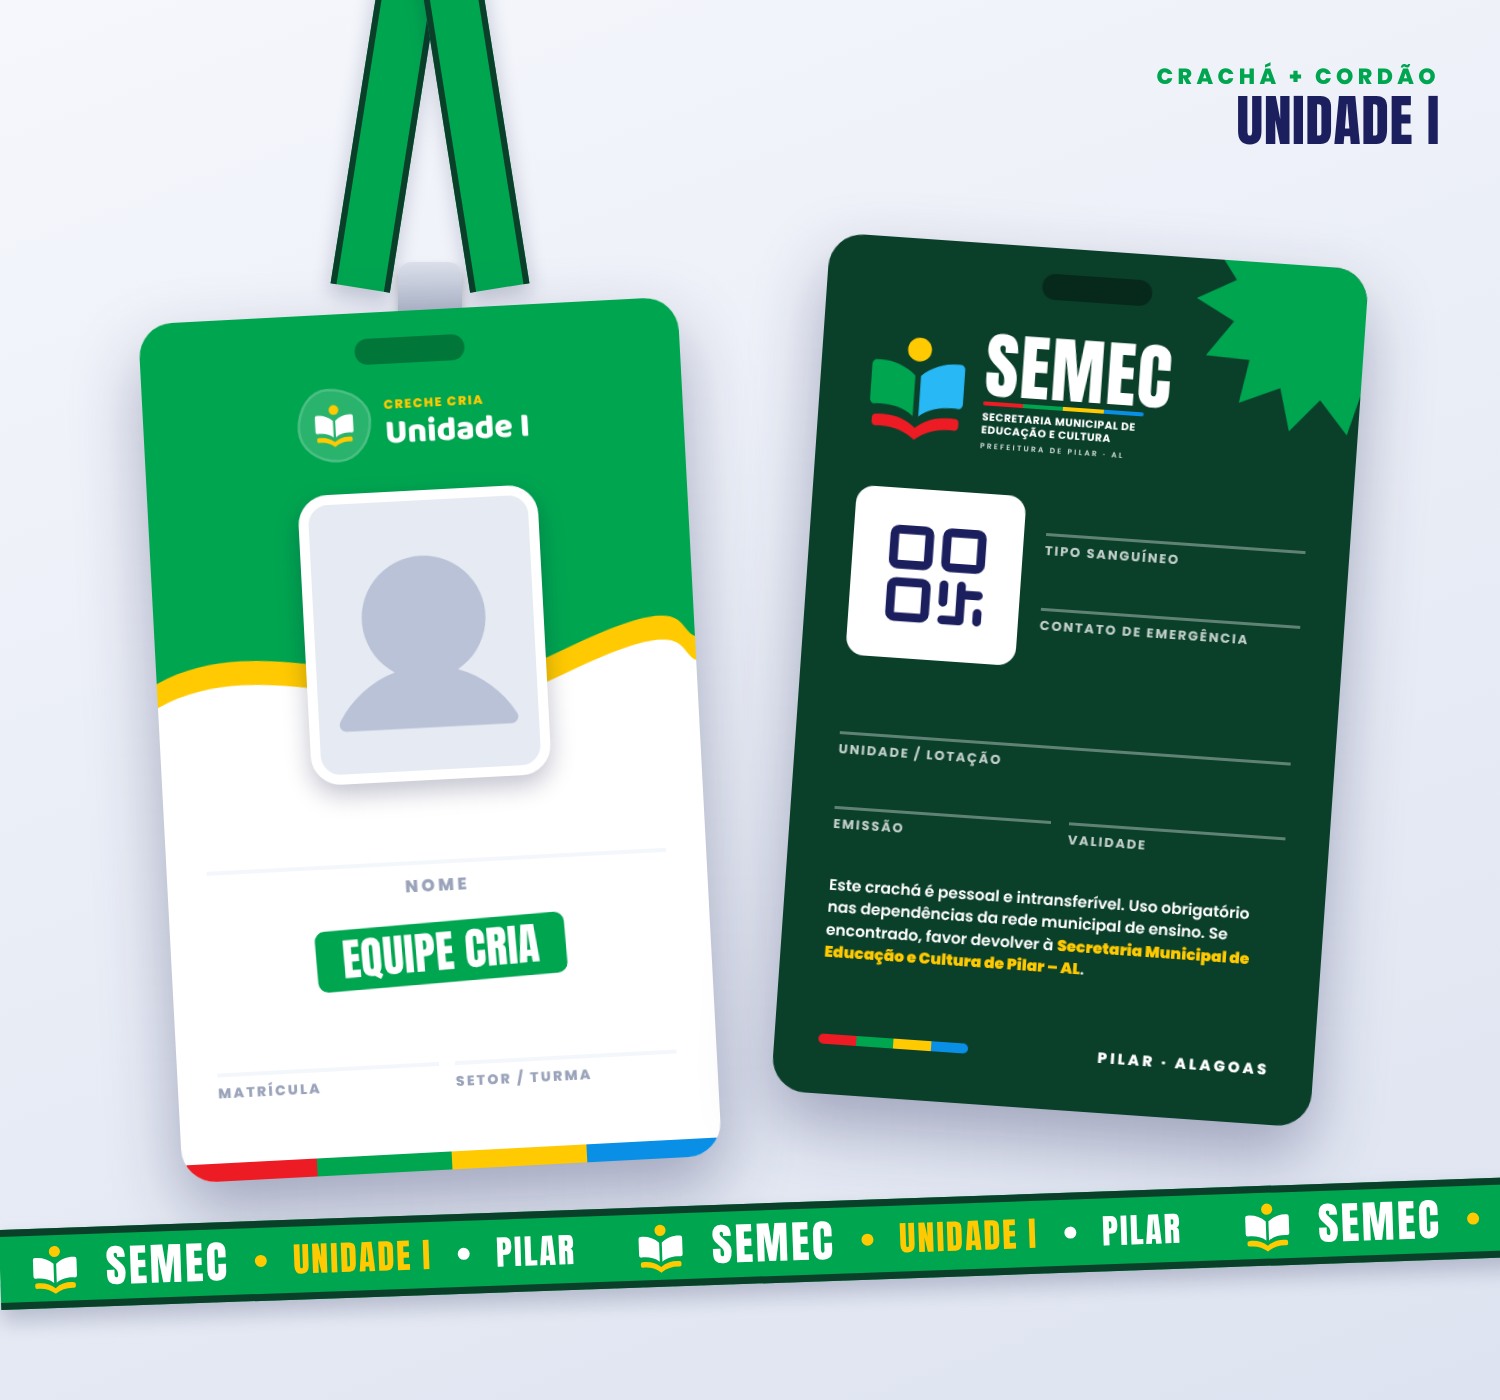 CRACHÁ + CORDÃO
UNIDADE I
CRECHE CRIA
Unidade I
NOME
EQUIPE CRIA
MATRÍCULA
SETOR / TURMA
SEMEC
SECRETARIA MUNICIPAL DE
EDUCAÇÃO E CULTURA
PREFEITURA DE PILAR · AL
TIPO SANGUÍNEO
CONTATO DE EMERGÊNCIA
UNIDADE / LOTAÇÃO
EMISSÃO
VALIDADE
Este crachá é pessoal e intransferível. Uso obrigatório
nas dependências da rede municipal de ensino. Se
encontrado, favor devolver à Secretaria Municipal de
Educação e Cultura de Pilar – AL.
PILAR · ALAGOAS
SEMEC • UNIDADE I • PILAR SEMEC • UNIDADE I • PILAR SEMEC •